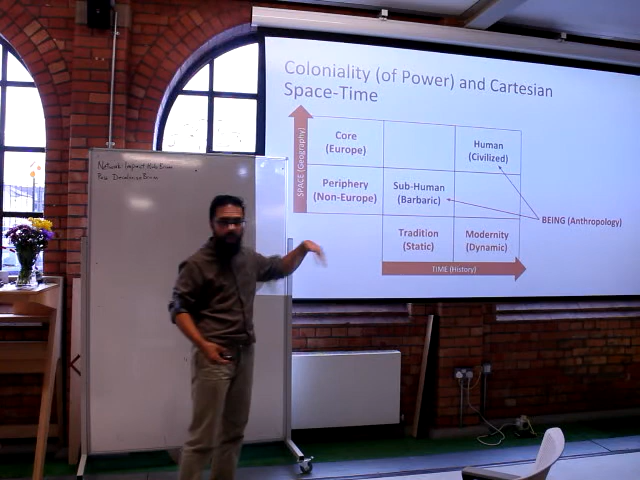 Coloniality (of Power) and Cartesian
Space-Time
SPACE (Geography)
Core
(Europe)
Human
(Civilized)
Periphery
(Non-Europe)
Sub-Human
(Barbaric)
BEING (Anthropology)
Tradition
(Static)
Modernity
(Dynamic)
TIME (History)
Network